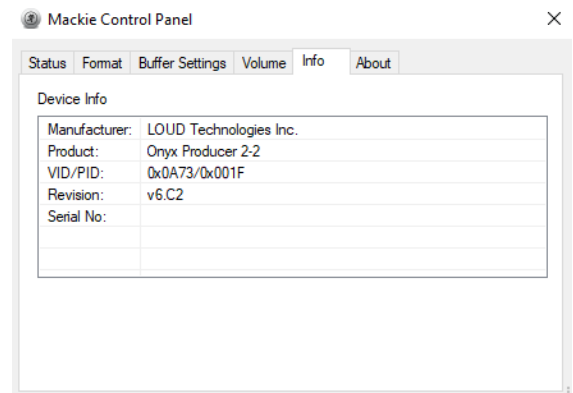 Mackie Control Panel
Status Format Buffer Settings Volume Info About
Device Info
Manufacturer: LOUD Technologies Inc.
Product: Onyx Producer 2-2
VID/PID: 0x0A73/0x001F
Revision: v6.C2
Serial No: